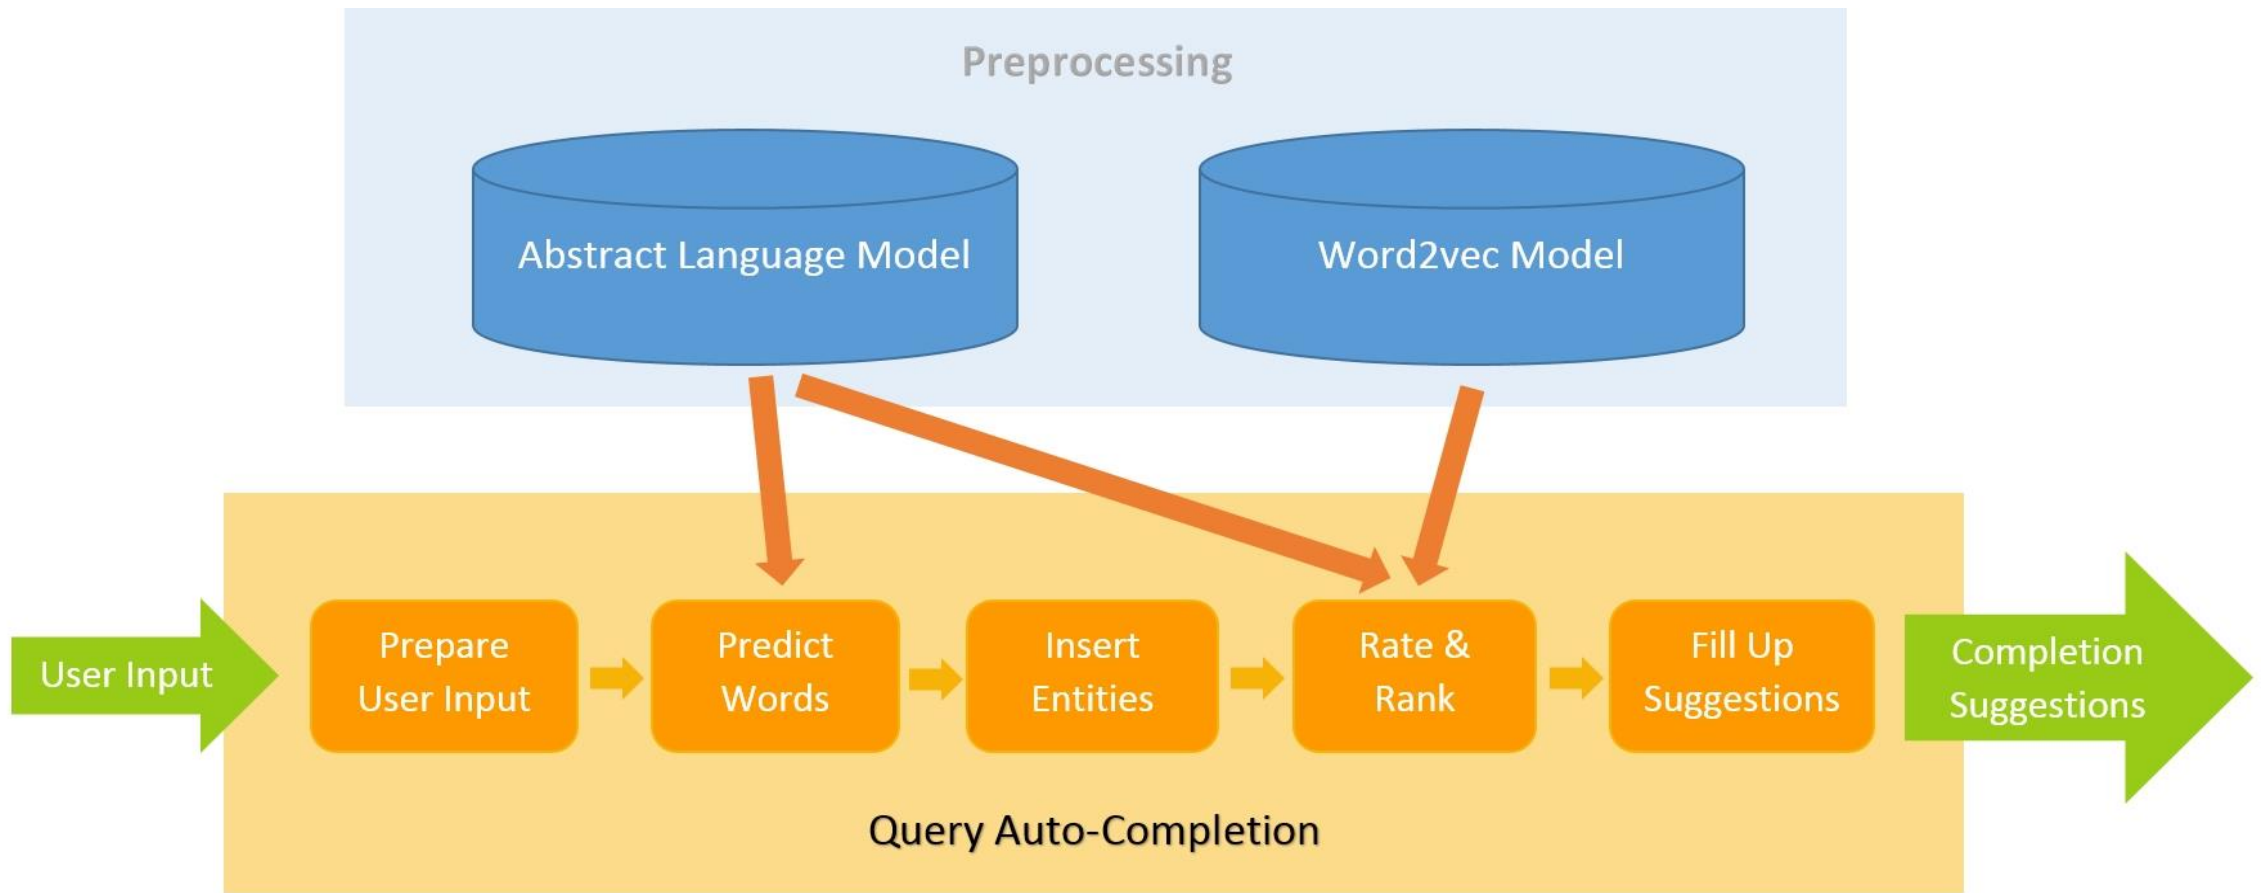 Preprocessing
Abstract Language Model
Word2vec Model
User Input
Prepare
User Input
Predict
Words
Insert
Entities
Rate &
Rank
Fill Up
Suggestions
Completion
Suggestions
Query Auto-Completion